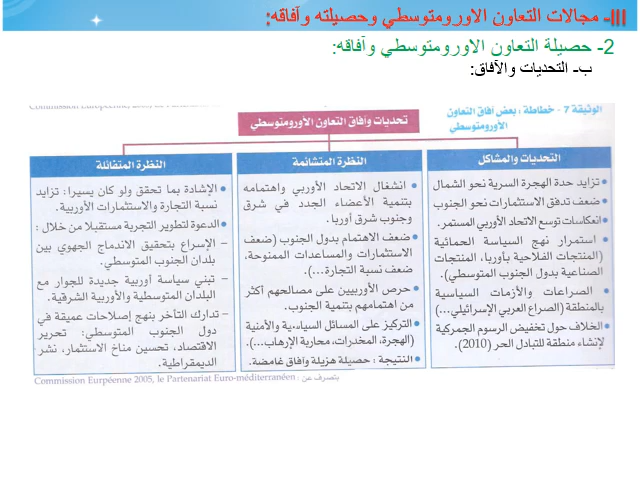 III- مجالات التعاون الاورومتوسطي وحصيلته وآفاقه:
2- حصيلة التعاون الاورومتوسطي وآفاقه:
ب- التحديات والآفاق:
الوثيقة 7 - خطاطة : بعض آفاق التعاون
الاورومتوسطي
تحديات وآفاق التعاون الاورومتوسطي
التحديات والمشاكل
• تزايد حدة الهجرة السرية نحو الشمال
• ضعف تدفق الاستثمارات نحو الجنوب
• انعكاسات توسع الاتحاد الأوربي المستمر.
• استمرار نهج السياسة الحمائية
(المنتجات الفلاحية بأوربا، المنتجات
الصناعية بدول الجنوب المتوسطي).
• الصراعات والأزمات السياسية
بالمنطقة (الصراع العربي الإسرائيلي...)
• الخلاف حول تخفيض الرسوم الجمركية
لإنشاء منطقة للتبادل الحر (2010).
النظرة المتشائمة
• انشغال الاتحاد الأوربي واهتمامه
بتنمية الأعضاء الجدد في شرق
وجنوب شرق أوربا.
• ضعف الاهتمام بدول الجنوب (ضعف
الاستثمارات والمساعدات الممنوحة،
ضعف نسبة التجارة...).
• حرص الأوربيين على مصالحهم أكثر
من اهتمامهم بتنمية الجنوب.
• التركيز على المسائل السياسية والأمنية
(الهجرة، المخدرات، محاربة الإرهاب...).
• النتيجة : حصيلة هزيلة وآفاق غامضة.
النظرة المتفائلة
• الإشادة بما تحقق ولو كان يسيرا: تزايد
نسبة التجارة والاستثمارات الأوربية.
• الدعوة لتطوير التجربة مستقبلا من خلال :
– الإسراع بتحقيق الاندماج الجهوي بين
بلدان الجنوب المتوسطي.
– تبني سياسة أوربية جديدة للجوار مع
البلدان المتوسطية والأوربية الشرقية.
– تدارك التأخر بنهج إصلاحات عميقة في
دول الجنوب المتوسطي: تحرير
الاقتصاد، تحسين مناخ الاستثمار، نشر
الديمقراطية.
بتصرف عن : Commission Eurpéenne 2005, le Partenariat Euro-méditerranéen